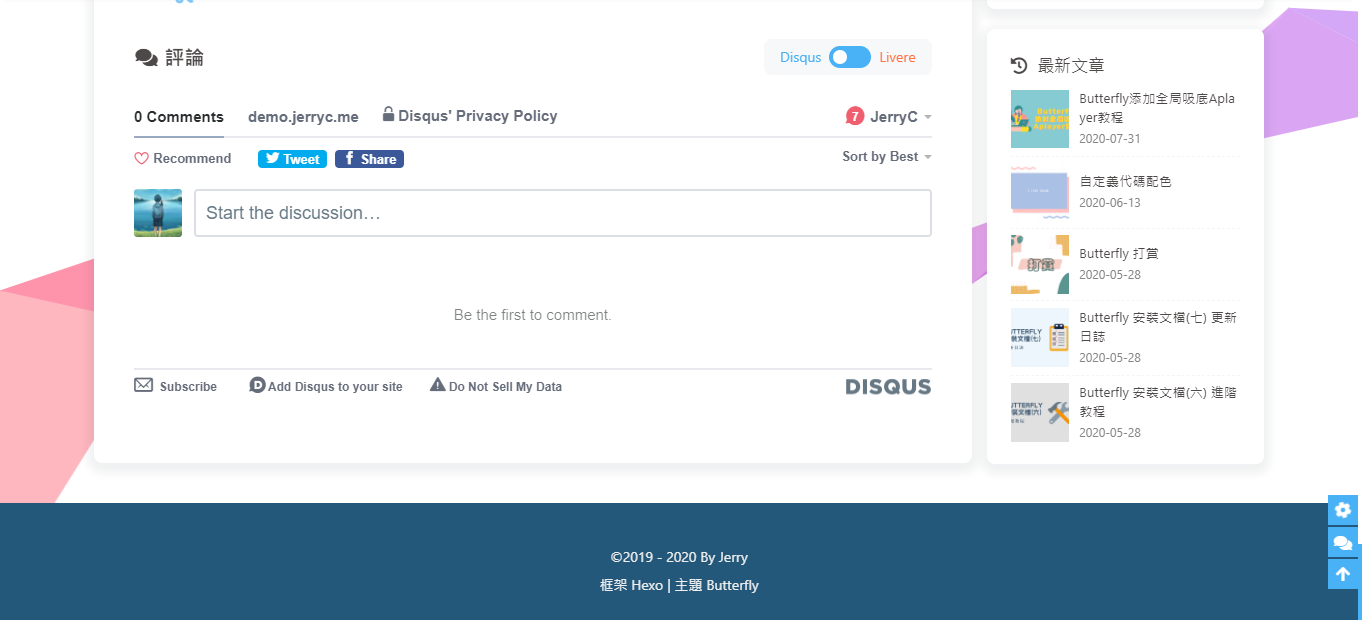 評論
Disqus Livere
0 Comments demo.jerryc.me Disqus' Privacy Policy 7 JerryC
Recommend Tweet f Share Sort by Best
Start the discussion…
Be the first to comment.
Subscribe D Add Disqus to your site Do Not Sell My Data DISQUS
最新文章
Butterfly添加全局吸底Apla
yer教程
2020-07-31
自定義代碼配色
2020-06-13
打賞
Butterfly 打賞
2020-05-28
Butterfly 安裝文檔(七) 更新
日誌
2020-05-28
Butterfly 安裝文檔(六) 進階
教程
2020-05-28
©2019 - 2020 By Jerry
框架 Hexo | 主題 Butterfly